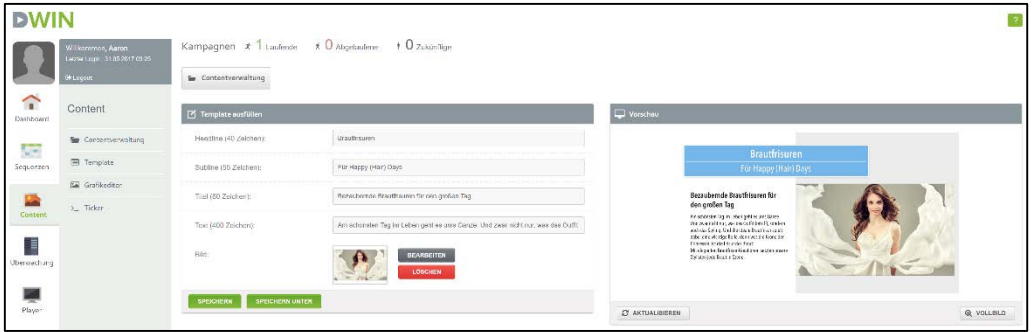 DWIN
?
Willkommen, Aaron
Letzter Login: 31.05.2017 09:25
Logout
Kampagnen 1 Laufende 0 Abgelaufene 0 Zukünftige
Contentverwaltung
Dashboard
Sequenzen
Content
Überwachung
Player
Content
Contentverwaltung
Template
Grafikeditor
Ticker
Template ausfüllen
Headline (40 Zeichen):
Brautfrisuren
Subline (55 Zeichen):
Für Happy (Hair) Days
Titel (60 Zeichen):
Bezaubernde Brautfrisuren für den großen Tag
Text (400 Zeichen):
Am schönsten Tag im Leben geht es ums Ganze. Und zwar nicht nur, was das Outfit
Bild:
BEARBEITEN
LÖSCHEN
SPEICHERN
SPEICHERN UNTER
Vorschau
Brautfrisuren
Für Happy (Hair) Days
Bezaubernde Brautfrisuren für
den großen Tag
AKTUALISIEREN
VOLLBILD